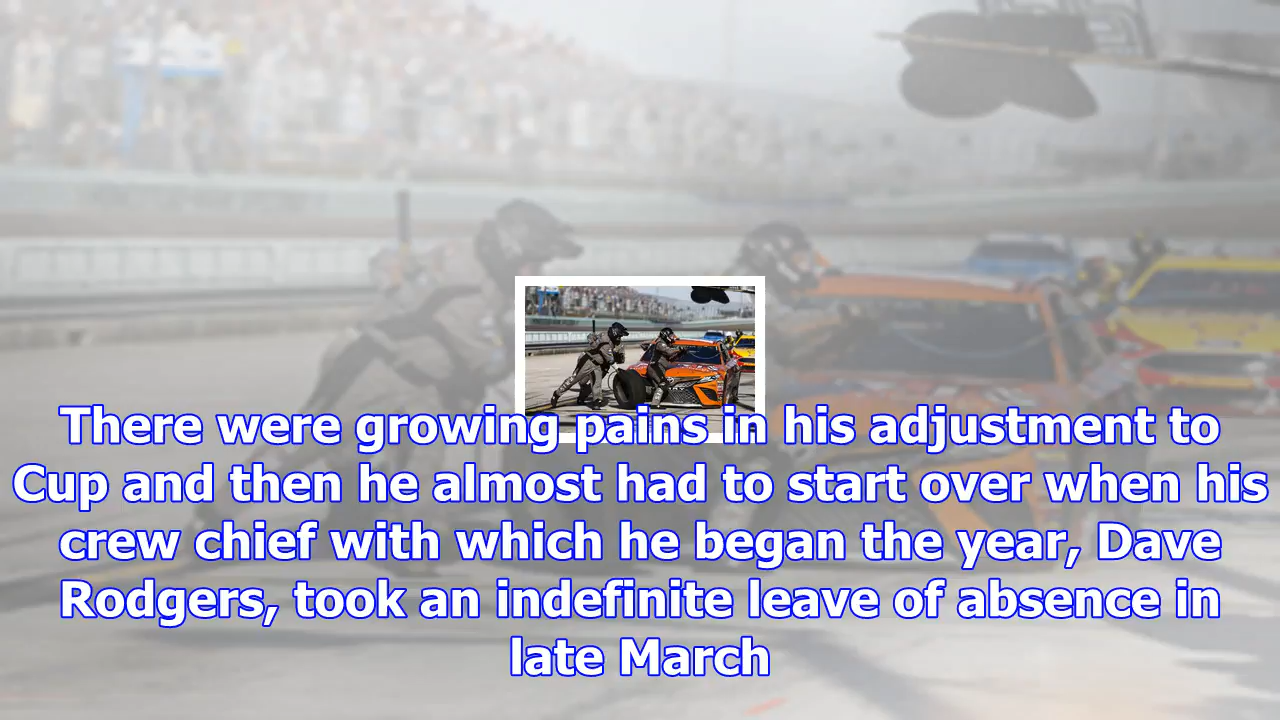 There were growing pains in his adjustment to
Cup and then he almost had to start over when his
crew chief with which he began the year, Dave
Rodgers, took an indefinite leave of absence in
late March